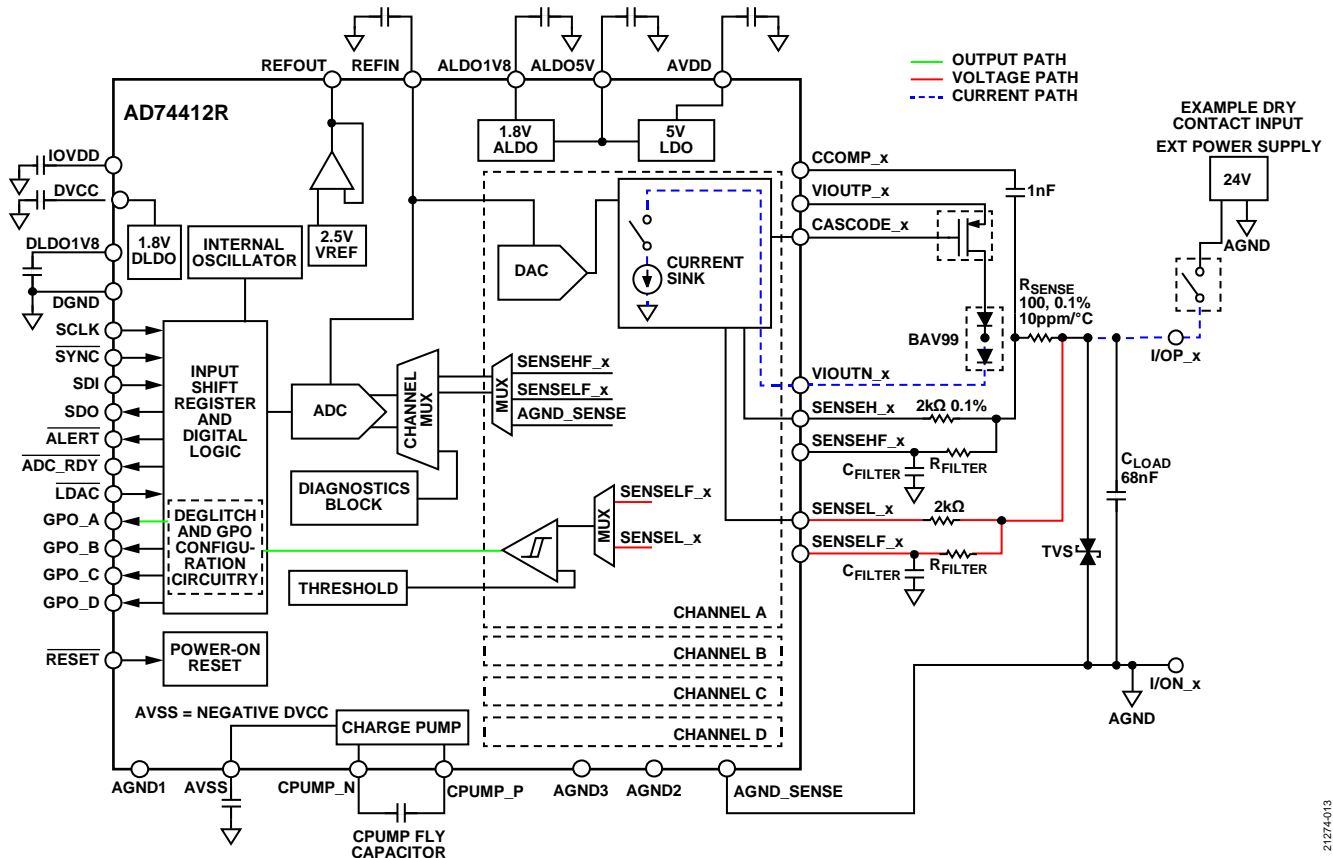 REFOUT
REFIN
ALDO1V8
ALDO5V
AVDD
OUTPUT PATH
VOLTAGE PATH
CURRENT PATH
EXAMPLE DRY
CONTACT INPUT
EXT POWER SUPPLY
24V
AGND
AD74412R
IOVDD
DVCC
DLDO1V8
DGND
SCLK
SYNC
SDI
SDO
ALERT
ADC_RDY
LDAC
GPO_A
GPO_B
GPO_C
GPO_D
RESET
1.8V
DLDO
INTERNAL
OSCILLATOR
2.5V
VREF
1.8V
ALDO
5V
LDO
INPUT
SHIFT
REGISTER
AND
DIGITAL
LOGIC
DEGLITCH
AND GPO
CONFIGU-
RATION
CIRCUITRY
POWER-ON
RESET
ADC
CHANNEL
MUX
DIAGNOSTICS
BLOCK
THRESHOLD
DAC
CURRENT
SINK
MUX
SENSEHF_x
SENSELF_x
AGND_SENSE
MUX
SENSELF_x
SENSEL_x
CHANNEL A
CHANNEL B
CHANNEL C
CHANNEL D
CCOMP_x
VIOUTP_x
CASCODE_x
VIOUTN_x
SENSEH_x
SENSEHF_x
SENSEL_x
SENSELF_x
1nF
BAV99
RSENSE
100, 0.1%
10ppm/°C
2kΩ 0.1%
CFILTER
RFILTER
2kΩ
CFILTER
RFILTER
I/OP_x
CLOAD
68nF
TVS
I/ON_x
AGND
AVSS = NEGATIVE DVCC
CHARGE PUMP
AGND1
AVSS
CPUMP_N
CPUMP_P
AGND3
AGND2
AGND_SENSE
CPUMP FLY
CAPACITOR
21274-013